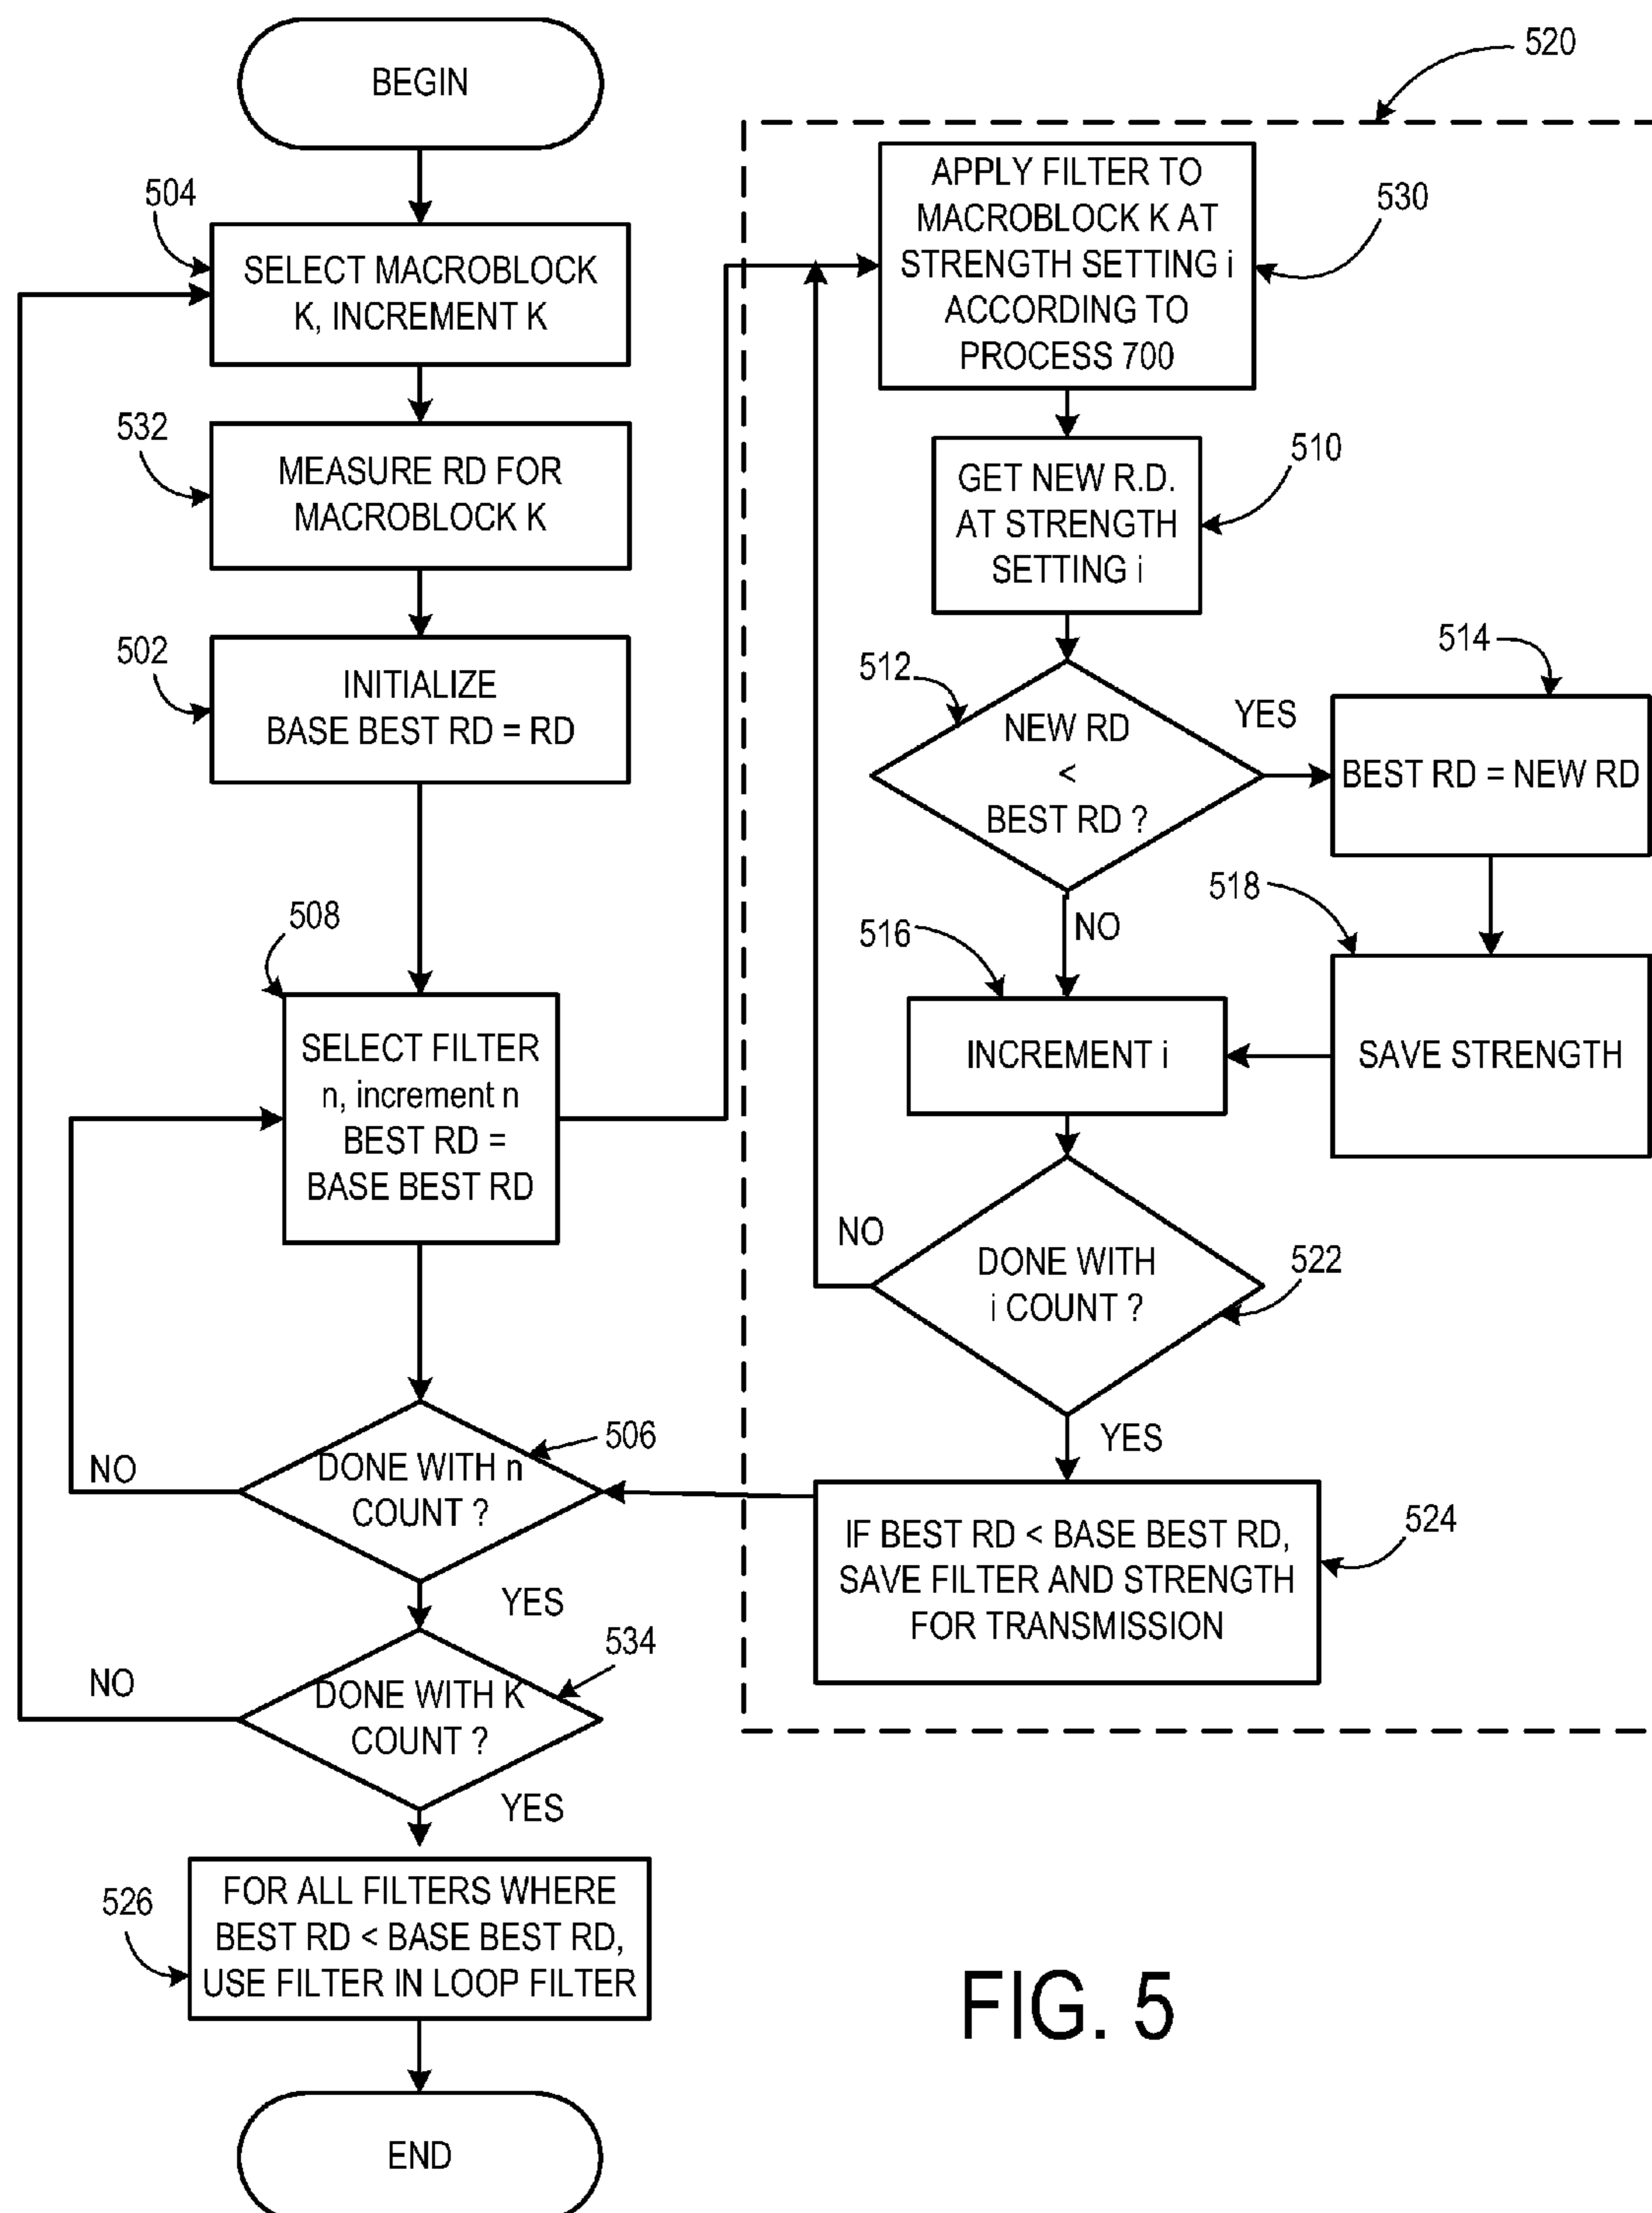 BEGIN
504
SELECT MACROBLOCK
K, INCREMENT K
532
MEASURE RD FOR
MACROBLOCK K
502
INITIALIZE
BASE BEST RD = RD
508
SELECT FILTER
n, increment n
BEST RD =
BASE BEST RD
506
DONE WITH n
COUNT ?
NO
YES
534
DONE WITH K
COUNT ?
NO
YES
526
FOR ALL FILTERS WHERE
BEST RD < BASE BEST RD,
USE FILTER IN LOOP FILTER
END
520
APPLY FILTER TO
MACROBLOCK K AT
STRENGTH SETTING i
ACCORDING TO
PROCESS 700
530
GET NEW R.D.
AT STRENGTH
SETTING i
510
512
NEW RD
<
BEST RD ?
YES
514
BEST RD = NEW RD
NO
518
SAVE STRENGTH
516
INCREMENT i
NO
DONE WITH
i COUNT ?
522
YES
IF BEST RD < BASE BEST RD,
SAVE FILTER AND STRENGTH
FOR TRANSMISSION
524
FIG. 5